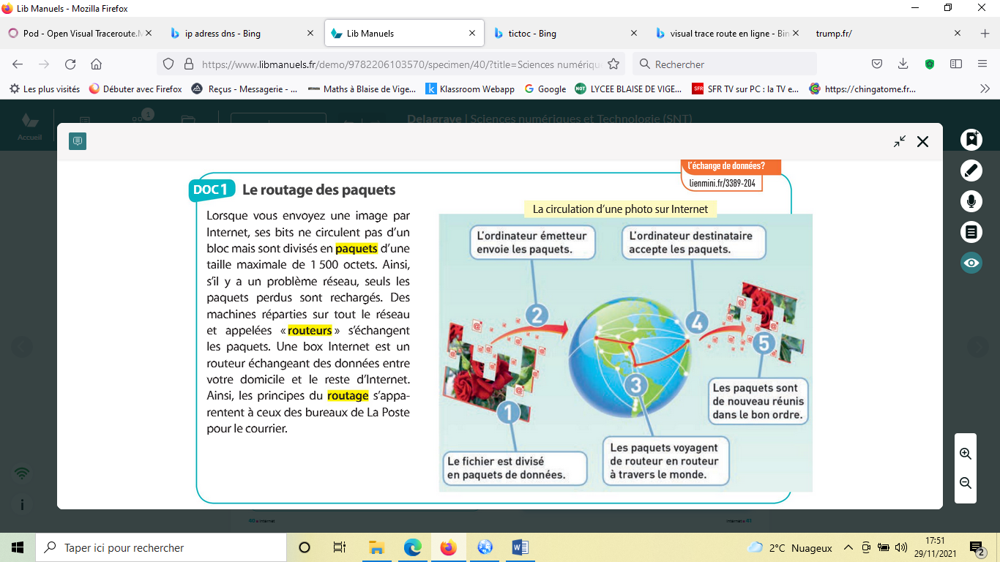 Lib Manuels - Mozilla Firefox
Pod - Open Visual Traceroute.
ip adress dns - Bing
Lib Manuels
tictoc - Bing
visual trace route en ligne - Bin
trump.fr/
https://www.libmanuels.fr/demo/9782206103570/specimen/40/?title=Sciences numériqu
Rechercher
Les plus visités
Débuter avec Firefox
Reçus - Messagerie - ...
Maths à Blaise de Vige...
Klassroom Webapp
Google
LYCEE BLAISE DE VIGE...
SFR TV sur PC : la TV e...
https://chingatome.fr...
1
Delagrave | Sciences numériques et Technologie (SNT)
Accueil
l'échange de données?
lienmini.fr/3389-204
DOC 1 Le routage des paquets
Lorsque vous envoyez une image par
Internet, ses bits ne circulent pas d'un
bloc mais sont divisés en paquets d'une
taille maximale de 1 500 octets. Ainsi,
s'il y a un problème réseau, seuls les
paquets perdus sont rechargés. Des
machines réparties sur tout le réseau
et appelées « routeurs » s'échangent
les paquets. Une box Internet est un
routeur échangeant des données entre
votre domicile et le reste d'Internet.
Ainsi, les principes du routage s'appa-
rentent à ceux des bureaux de La Poste
pour le courrier.
La circulation d'une photo sur Internet
L'ordinateur émetteur
envoie les paquets.
L'ordinateur destinataire
accepte les paquets.
2
4
5
3
1
Les paquets sont
de nouveau réunis
dans le bon ordre.
Les paquets voyagent
de routeur en routeur
à travers le monde.
Le fichier est divisé
en paquets de données.
Taper ici pour rechercher
2°C Nuageux
17:51
29/11/2021
2